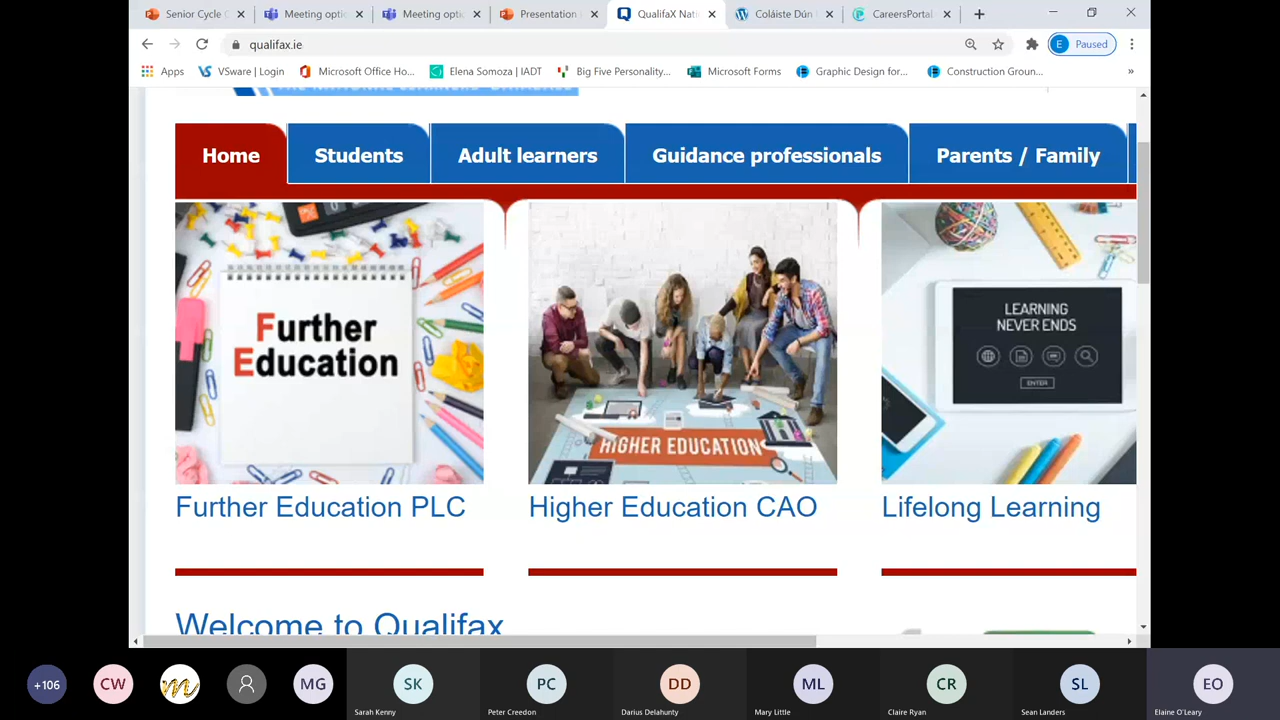 Senior Cycle C
Meeting opti
Meeting opti
Presentation
QualifaX Nati
Coláiste Dún
CareersPortal
qualifax.ie
E
Paused
Apps
VSware | Login
Microsoft Office Ho...
Elena Somoza | IADT
Big Five Personality...
Microsoft Forms
Graphic Design for...
Construction Groun...
»
Home
Students
Adult learners
Guidance professionals
Parents / Family
Further
Education
HIGHER EDUCATION
LEARNING
NEVER ENDS
ENTER
Further Education PLC
Higher Education CAO
Lifelong Learning
Welcome to Qualifax
+106
CW
m
MG
SK
PC
DD
ML
CR
SL
EO
Sarah Kenny
Peter Creedon
Darius Delahunty
Mary Little
Claire Ryan
Sean Landers
Elaine O'Leary